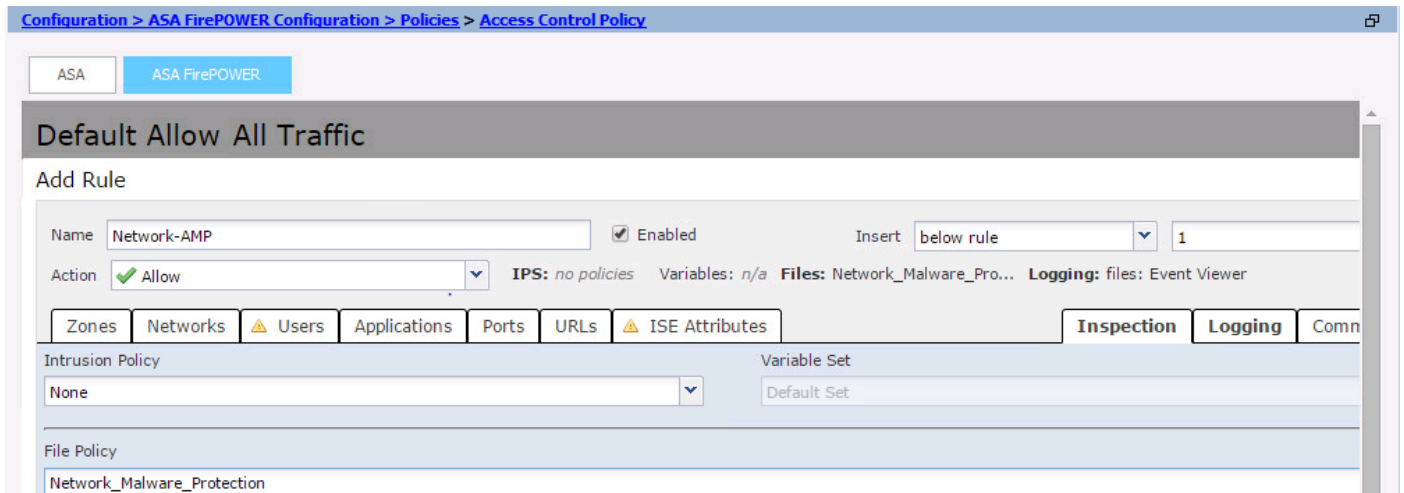 Configuration > ASA FirePOWER Configuration > Policies > Access Control Policy
ASA ASA FirePOWER
Default Allow All Traffic
Add Rule
Name Network-AMP Enabled Insert below rule 1
Action Allow IPS: no policies Variables: n/a Files: Network_Malware_Pro... Logging: files: Event Viewer
Zones Networks Users Applications Ports URLs ISE Attributes Inspection Logging Comm
Intrusion Policy Variable Set
None Default Set
File Policy
Network_Malware_Protection